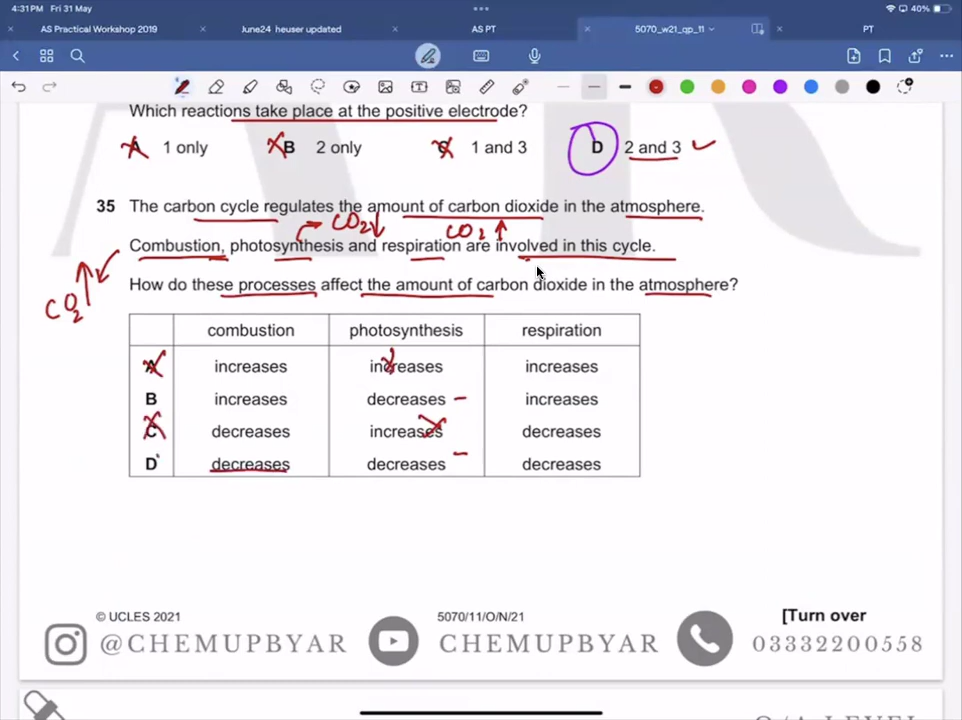 4:31PM Fri 31 May
40%
AS Practical Workshop 2019
June24 heuser updated
AS PT
5070_w21_qp_11
PT
Which reactions take place at the positive electrode?
A 1 only B 2 only C 1 and 3 D 2 and 3
35 The carbon cycle regulates the amount of carbon dioxide in the atmosphere.
CO2↓ CO2↑
Combustion, photosynthesis and respiration are involved in this cycle.
CO2↑
How do these processes affect the amount of carbon dioxide in the atmosphere?
combustion photosynthesis respiration
A increases increases increases
B increases decreases increases
C decreases increases decreases
D decreases decreases decreases
© UCLES 2021 5070/11/O/N/21 [Turn over
@CHEMUPBYAR CHEMUPBYAR 03332200558
O/A LEVEL